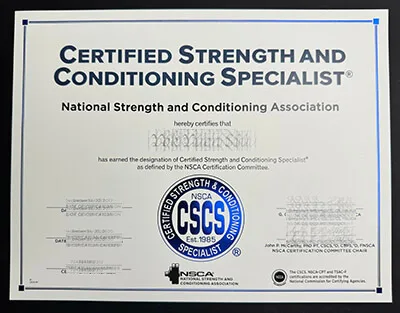 CERTIFIED STRENGTH AND
CONDITIONING SPECIALIST®
National Strength and Conditioning Association
hereby certifies that
has earned the designation of Certified Strength and Conditioning Specialist®
as defined by the NSCA Certification Committee.
CERTIFIED STRENGTH & CONDITIONING
NSCA
CSCS
Est.1985
SPECIALIST
DATE
John P. McCarthy, PhD PT, CSCS, FNSCA
NSCA CERTIFICATION COMMITTEE CHAIR
NSCA
NATIONAL STRENGTH AND
CONDITIONING ASSOCIATION
The CSCS, NSCA-CPT and TSAC-F
certifications are accredited by the
National Commission for Certifying Agencies.